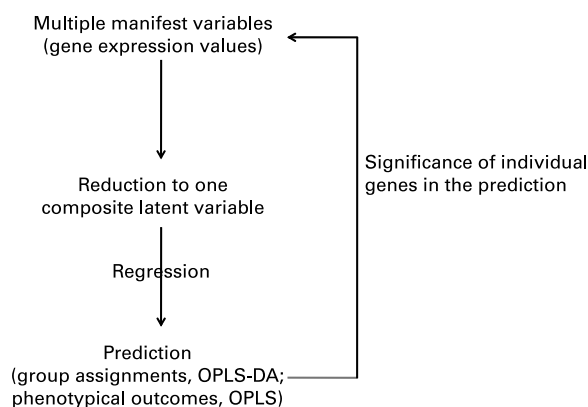 Multiple manifest variables
(gene expression values)
Significance of individual
genes in the prediction
Reduction to one
composite latent variable
Regression
Prediction
(group assignments, OPLS-DA;
phenotypical outcomes, OPLS)